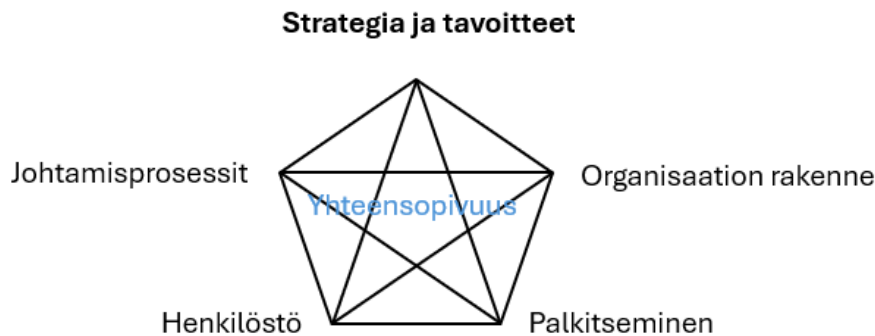 Strategia ja tavoitteet
Johtamisprosessit
Organisaation rakenne
Yhteensopivuus
Henkilöstö
Palkitseminen